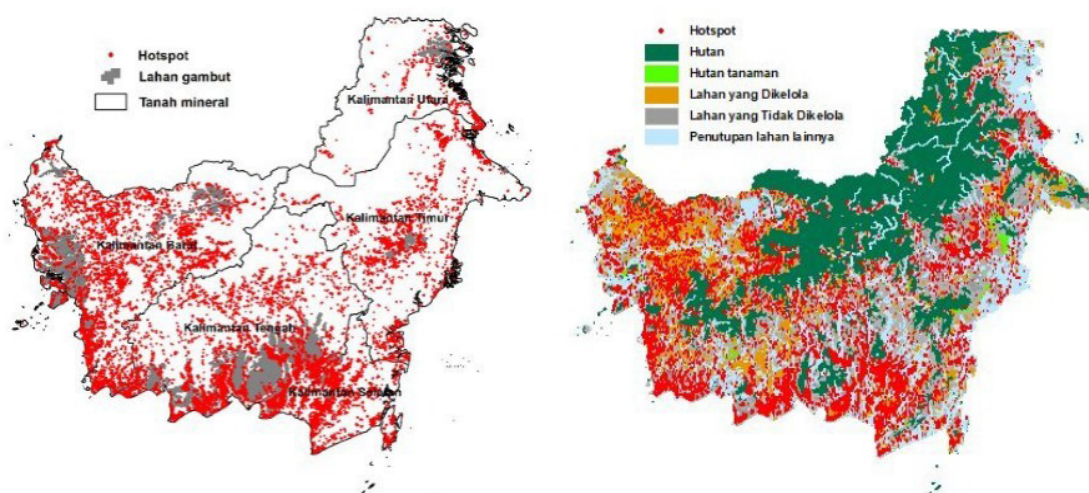 Hotspot
Lahan gambut
Tanah mineral
Kalimantan Utara
Kalimantan Timur
Kalimantan Barat
Kalimantan Tengah
Kalimantan Selatan
Hotspot
Hutan
Hutan tanaman
Lahan yang Dikelola
Lahan yang Tidak Dikelola
Penutupan lahan lainnya